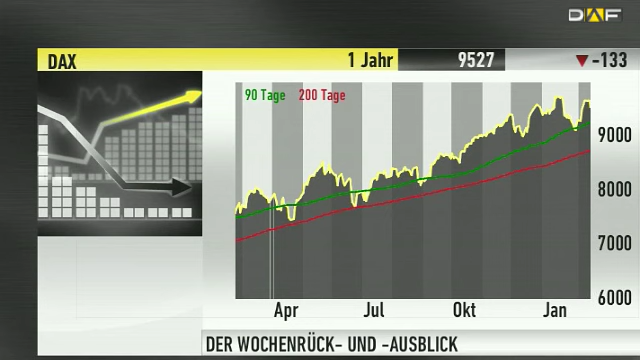 DAF
DAX 1 Jahr 9527 ▼-133
90 Tage 200 Tage
9000
8000
7000
6000
Apr Jul Okt Jan
DER WOCHENRÜCK- UND -AUSBLICK